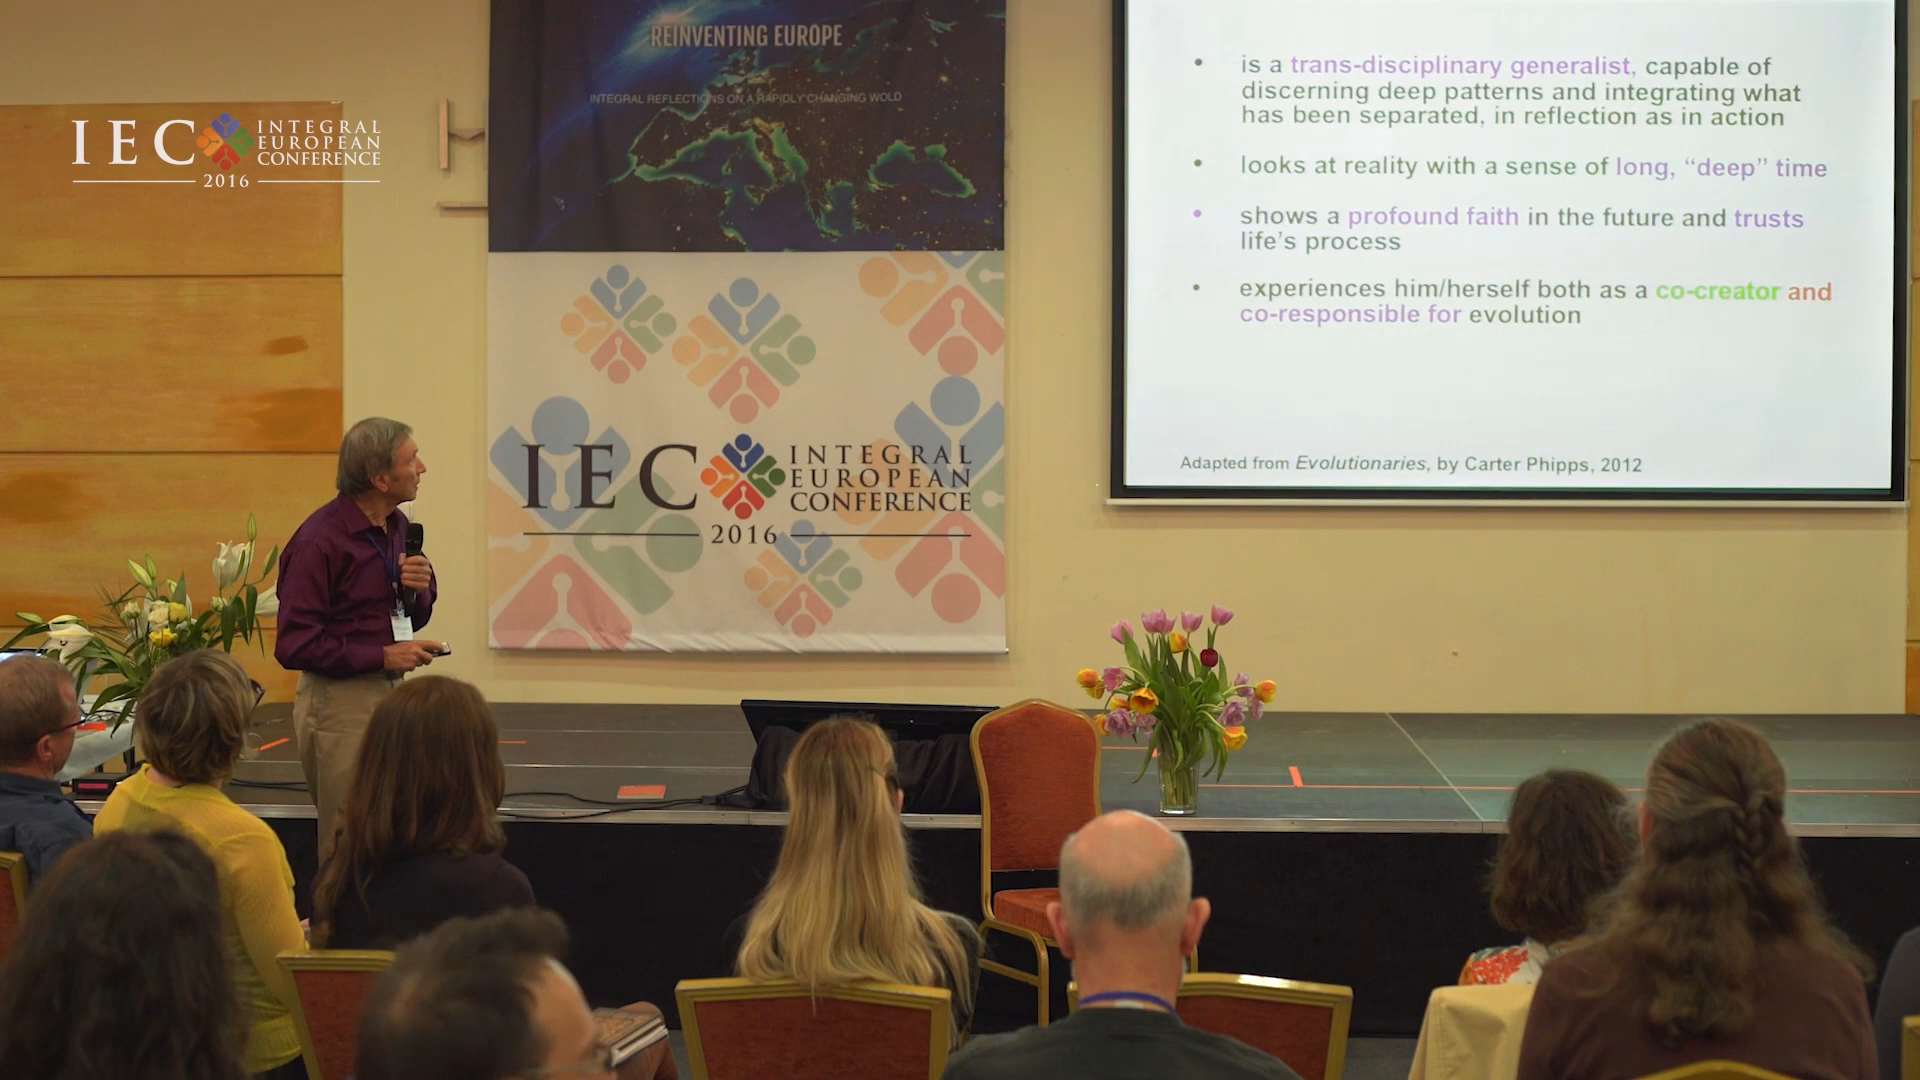 REINVENTING EUROPE
INTEGRAL REFLECTIONS ON A RAPIDLY CHANGING WOLD
IEC INTEGRAL
EUROPEAN
CONFERENCE
2016
• is a trans-disciplinary generalist, capable of
discerning deep patterns and integrating what
has been separated, in reflection as in action
• looks at reality with a sense of long, “deep” time
• shows a profound faith in the future and trusts
life’s process
• experiences him/herself both as a co-creator and
co-responsible for evolution
Adapted from Evolutionaries, by Carter Phipps, 2012
IEC INTEGRAL
EUROPEAN
CONFERENCE
2016